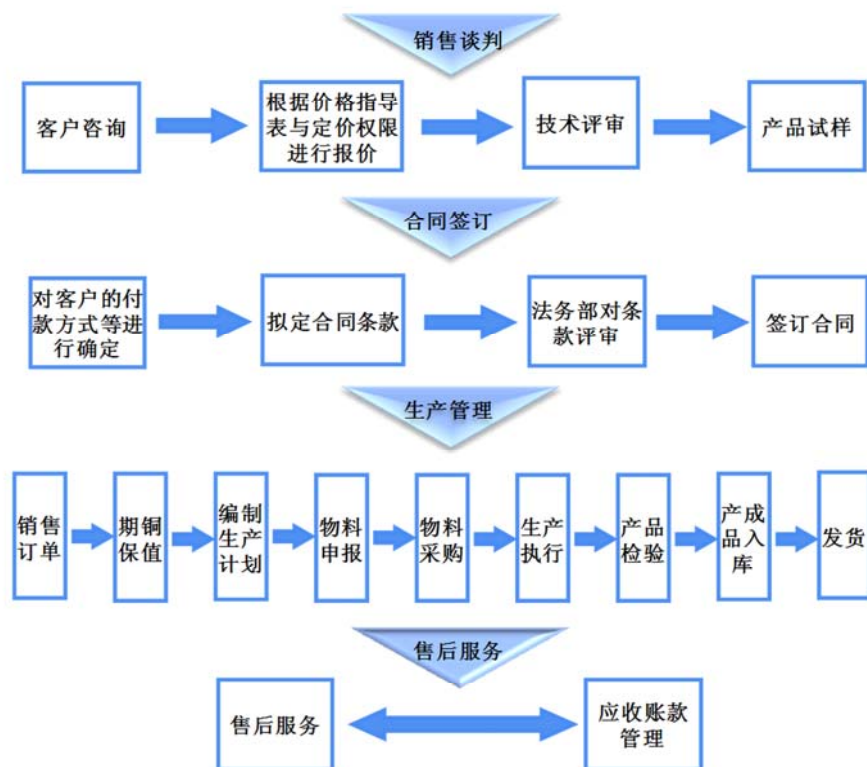 销售谈判
客户咨询
根据价格指导
表与定价权限
进行报价
技术评审
产品试样
合同签订
对客户的付
款方式等进
行确定
拟定合同条款
法务部对条
款评审
签订合同
生产管理
销售
订单
期铜
保值
编制
生产
计划
物料
申报
物料
采购
生产
执行
产品
检验
产成
品入
库
发货
售后服务
售后服务
应收账款
管理